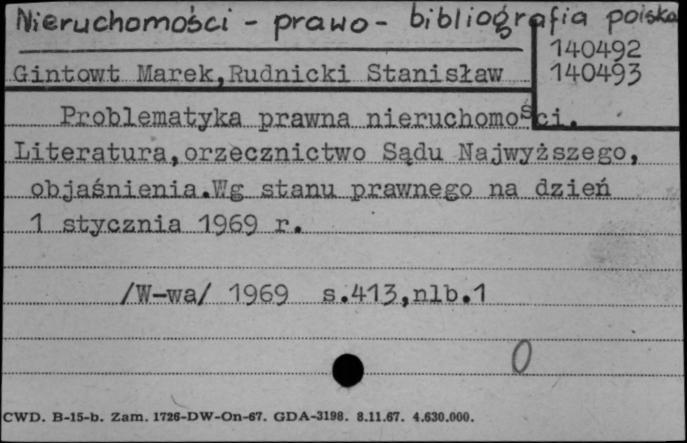 Nieruchomości - prawo - bibliografia polska
140492
Gintowt Marek,Rudnicki Stanisław
140493
Problematyka prawna nieruchomości.
Literatura,orzecznictwo Sądu Najwyższego,
objaśnienia.Wg stanu prawnego na dzień
1 stycznia 1969 r.
/W-wa/ 1969 s.413,nlb.1
0
CWD. B-15-b. Zam. 1726-DW-On-67. GDA-3198. 8.11.67. 4.630.000.